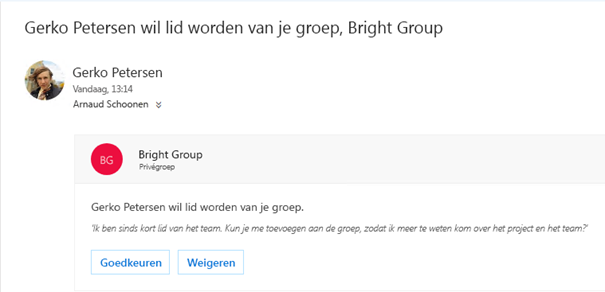 Gerko Petersen wil lid worden van je groep, Bright Group
Gerko Petersen
Vandaag, 13:14
Arnaud Schoonen
BG
Bright Group
Privégroep
Gerko Petersen wil lid worden van je groep.
'Ik ben sinds kort lid van het team. Kun je me toevoegen aan de groep, zodat ik meer te weten kom over het project en het team?'
Goedkeuren
Weigeren